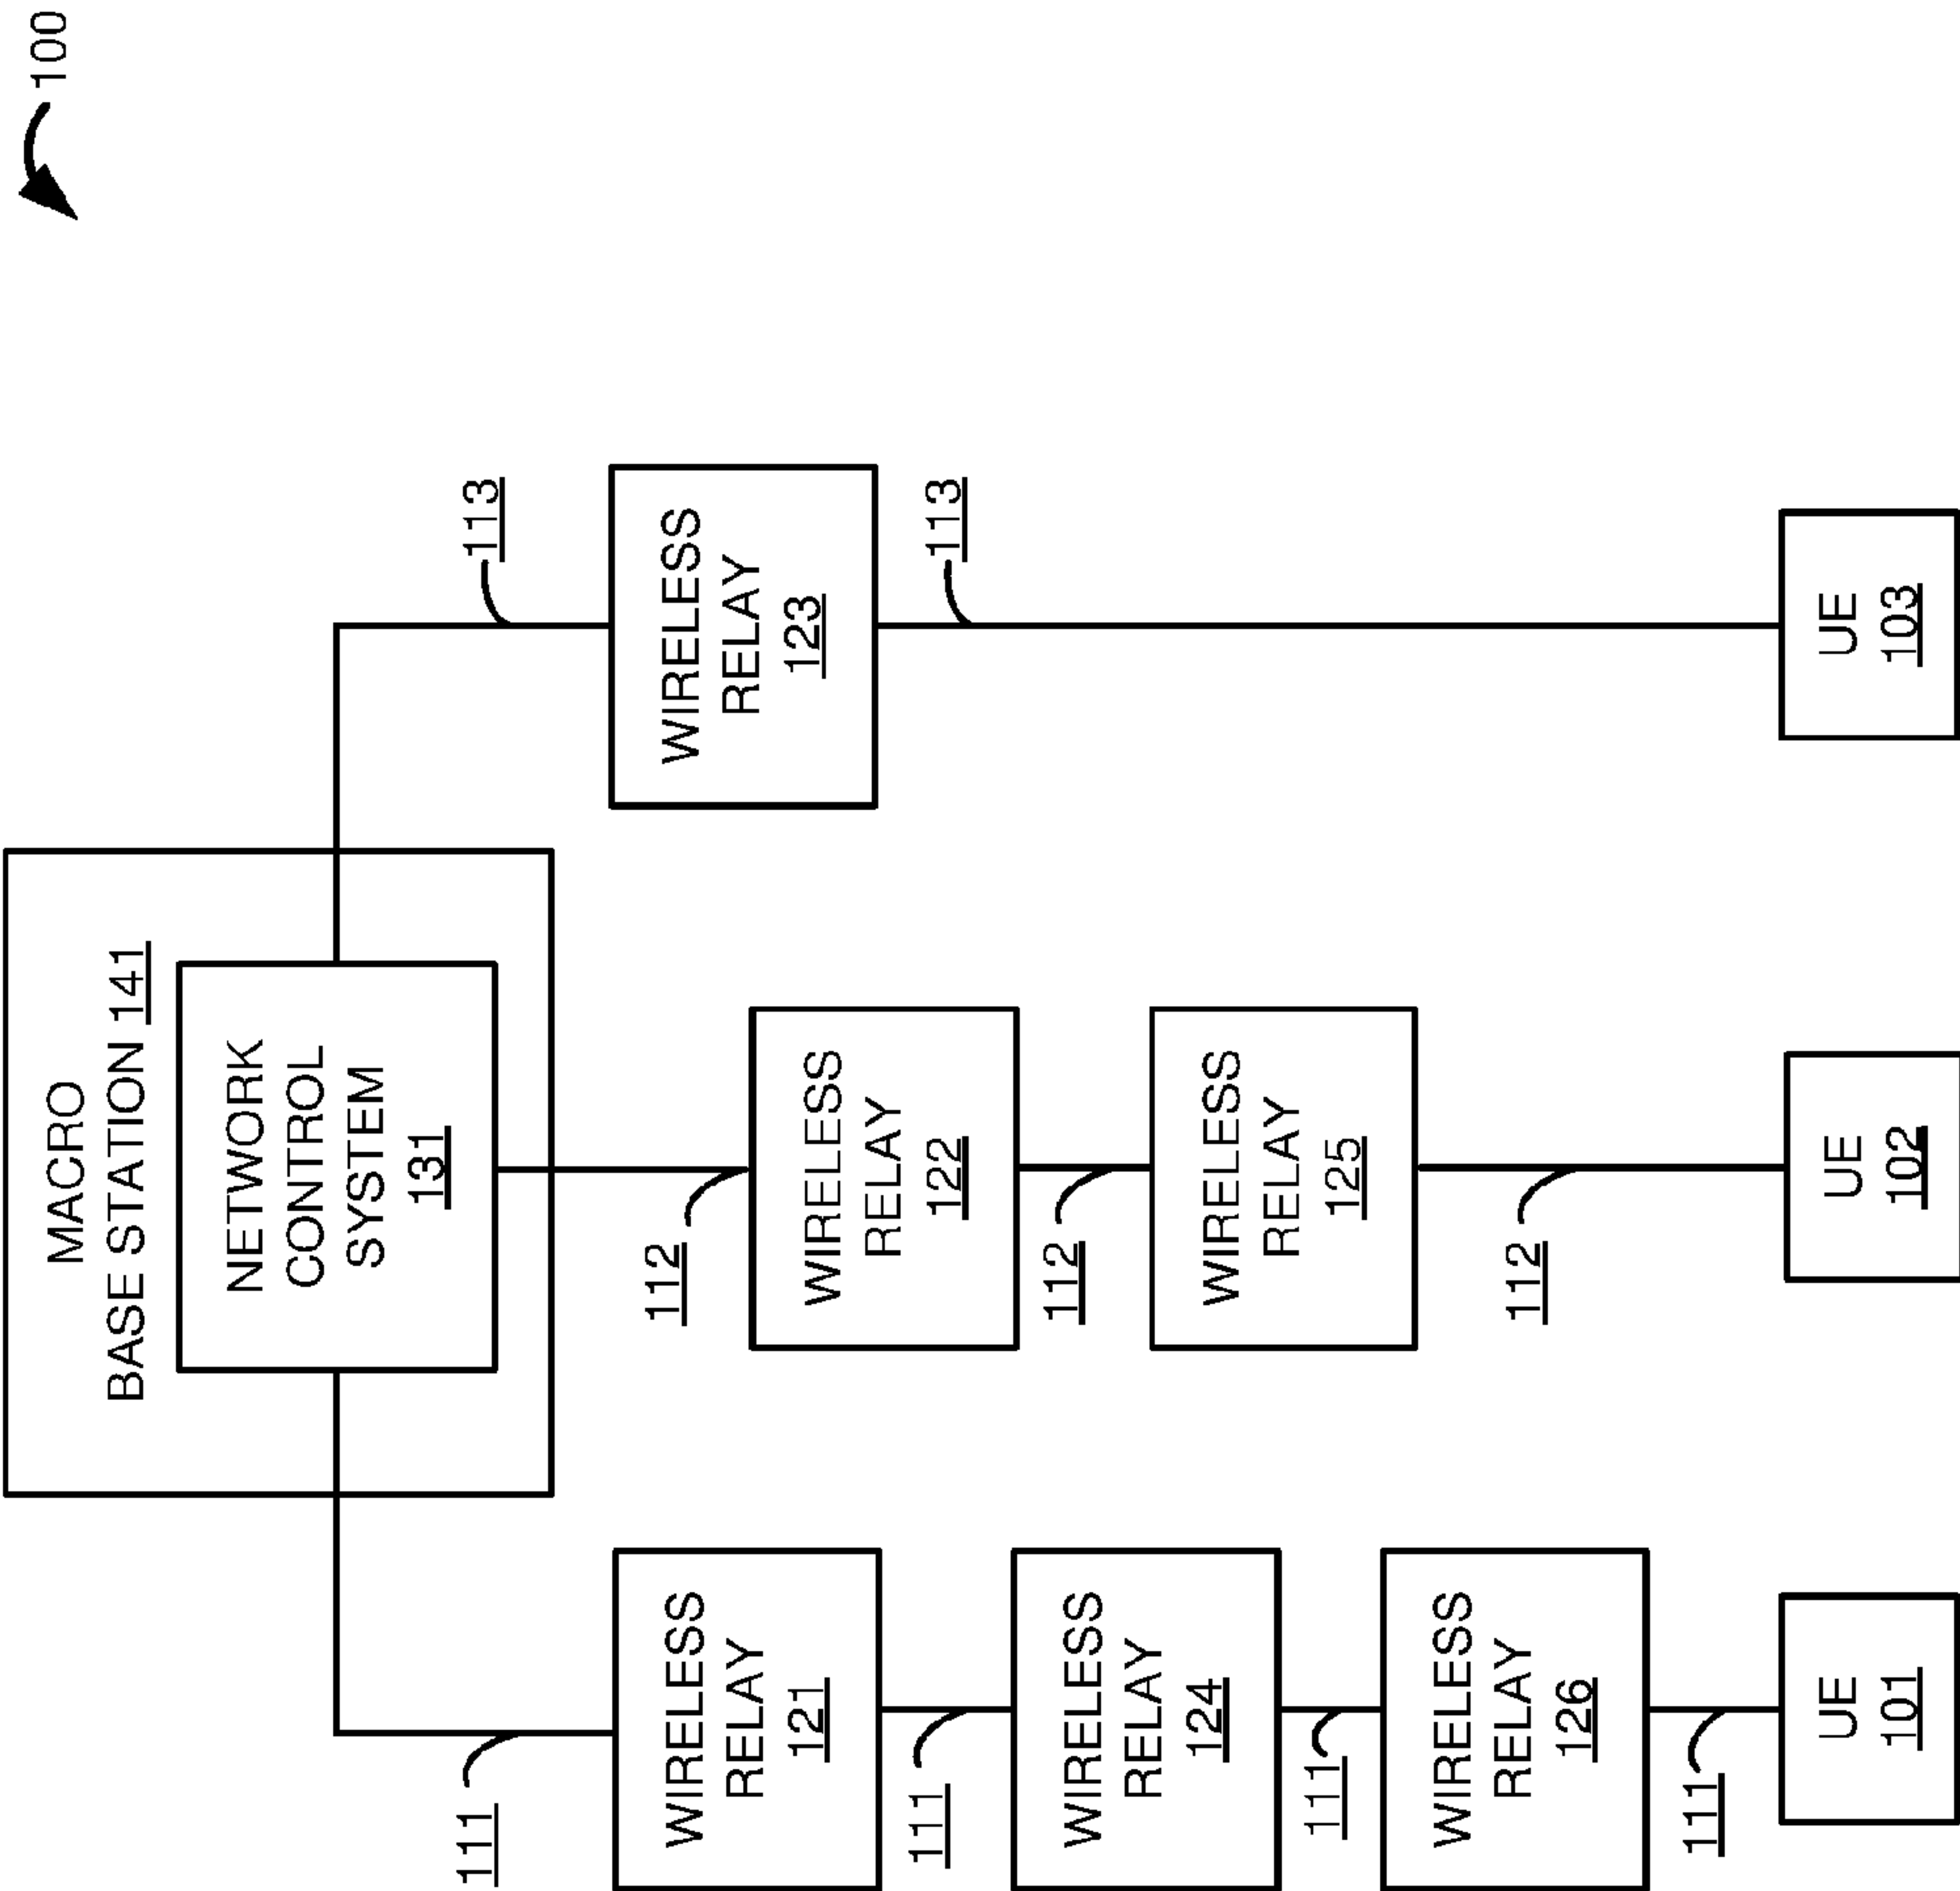 100
MACRO
BASE STATION 141
NETWORK
CONTROL
SYSTEM
131
111
112
113
WIRELESS
RELAY
121
WIRELESS
RELAY
122
WIRELESS
RELAY
123
111
112
113
WIRELESS
RELAY
124
WIRELESS
RELAY
125
111
112
WIRELESS
RELAY
126
111
UE
101
UE
102
UE
103